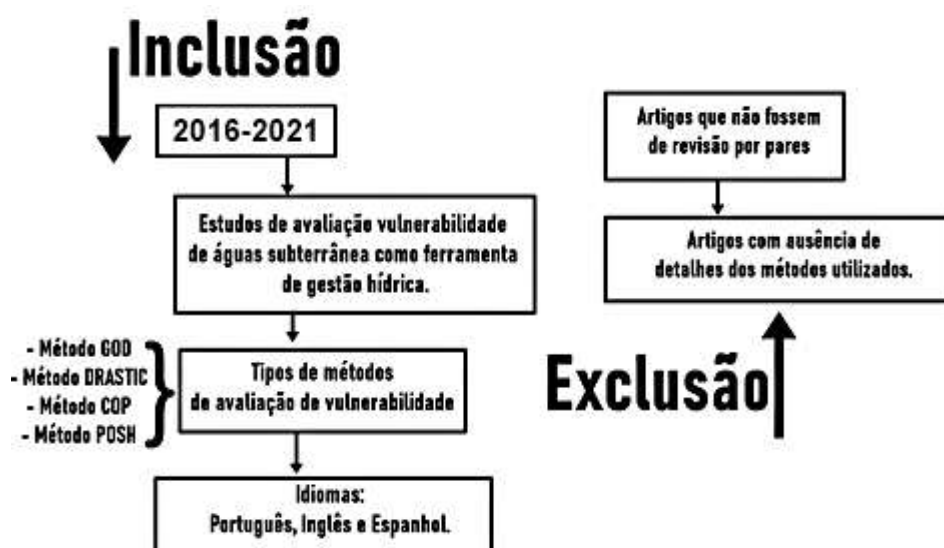 Inclusão
2016-2021
Estudos de avaliação vulnerabilidade
de águas subterrânea como ferramenta
de gestão hídrica.
- Método GOD
- Método DRASTIC
- Método COP
- Método POSH
Tipos de métodos
de avaliação de vulnerabilidade
Idiomas:
Português, Inglês e Espanhol.
Artigos que não fossem
de revisão por pares
Artigos com ausência de
detalhes dos métodos utilizados.
Exclusão